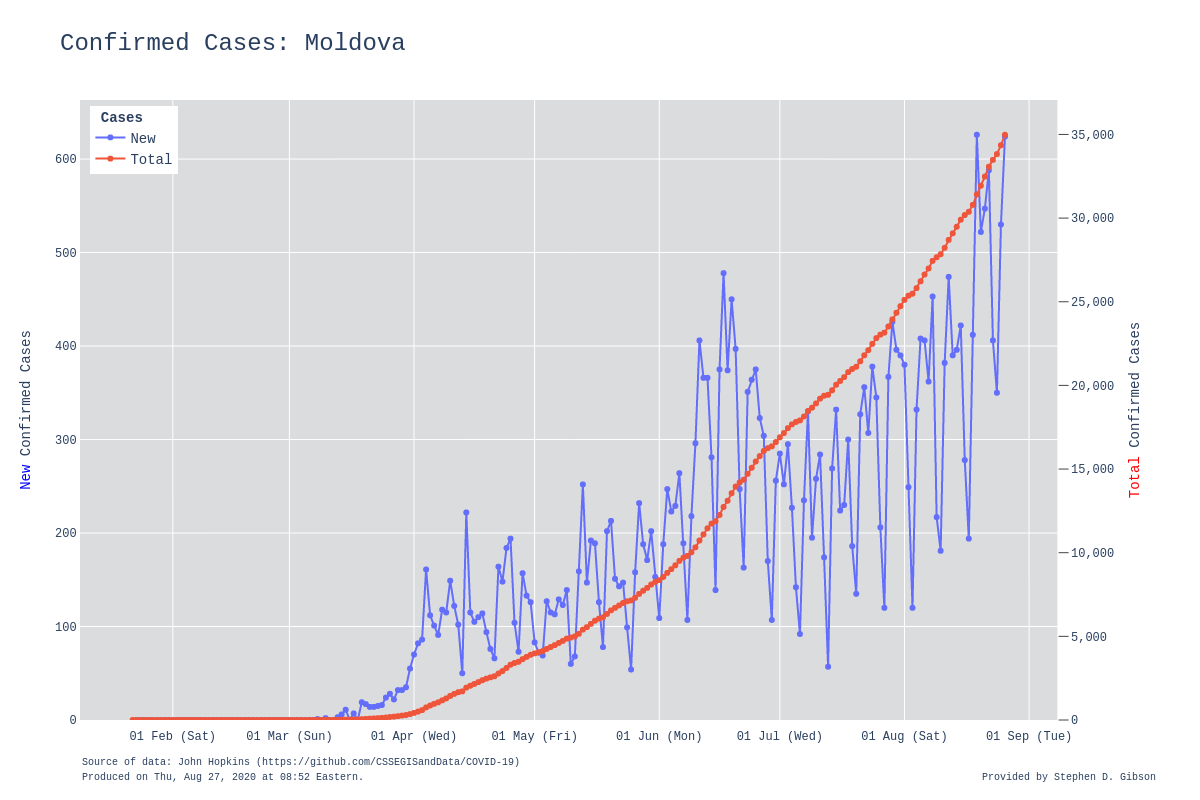 Confirmed Cases: Moldova
Cases
New
Total
600
500
400
300
200
100
0
35,000
30,000
25,000
20,000
15,000
10,000
5,000
0
New Confirmed Cases
Total Confirmed Cases
01 Feb (Sat) 01 Mar (Sun) 01 Apr (Wed) 01 May (Fri) 01 Jun (Mon) 01 Jul (Wed) 01 Aug (Sat) 01 Sep (Tue)
Source of data: John Hopkins (https://github.com/CSSEGISandData/COVID-19)
Produced on Thu, Aug 27, 2020 at 08:52 Eastern.
Provided by Stephen D. Gibson